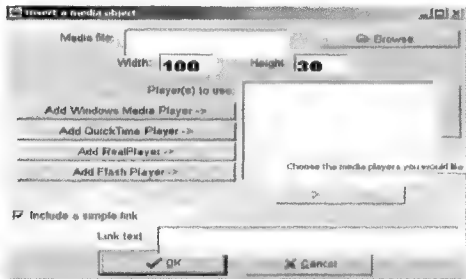 Insert a media object
Media file:
Browse
Width: 100 Height 30
Player(s) to use:
Add Windows Media Player ->
Add QuickTime Player ->
Add RealPlayer ->
Add Flash Player ->
Choose the media players you would like
>
Include a simple link
Link text
OK Cancel